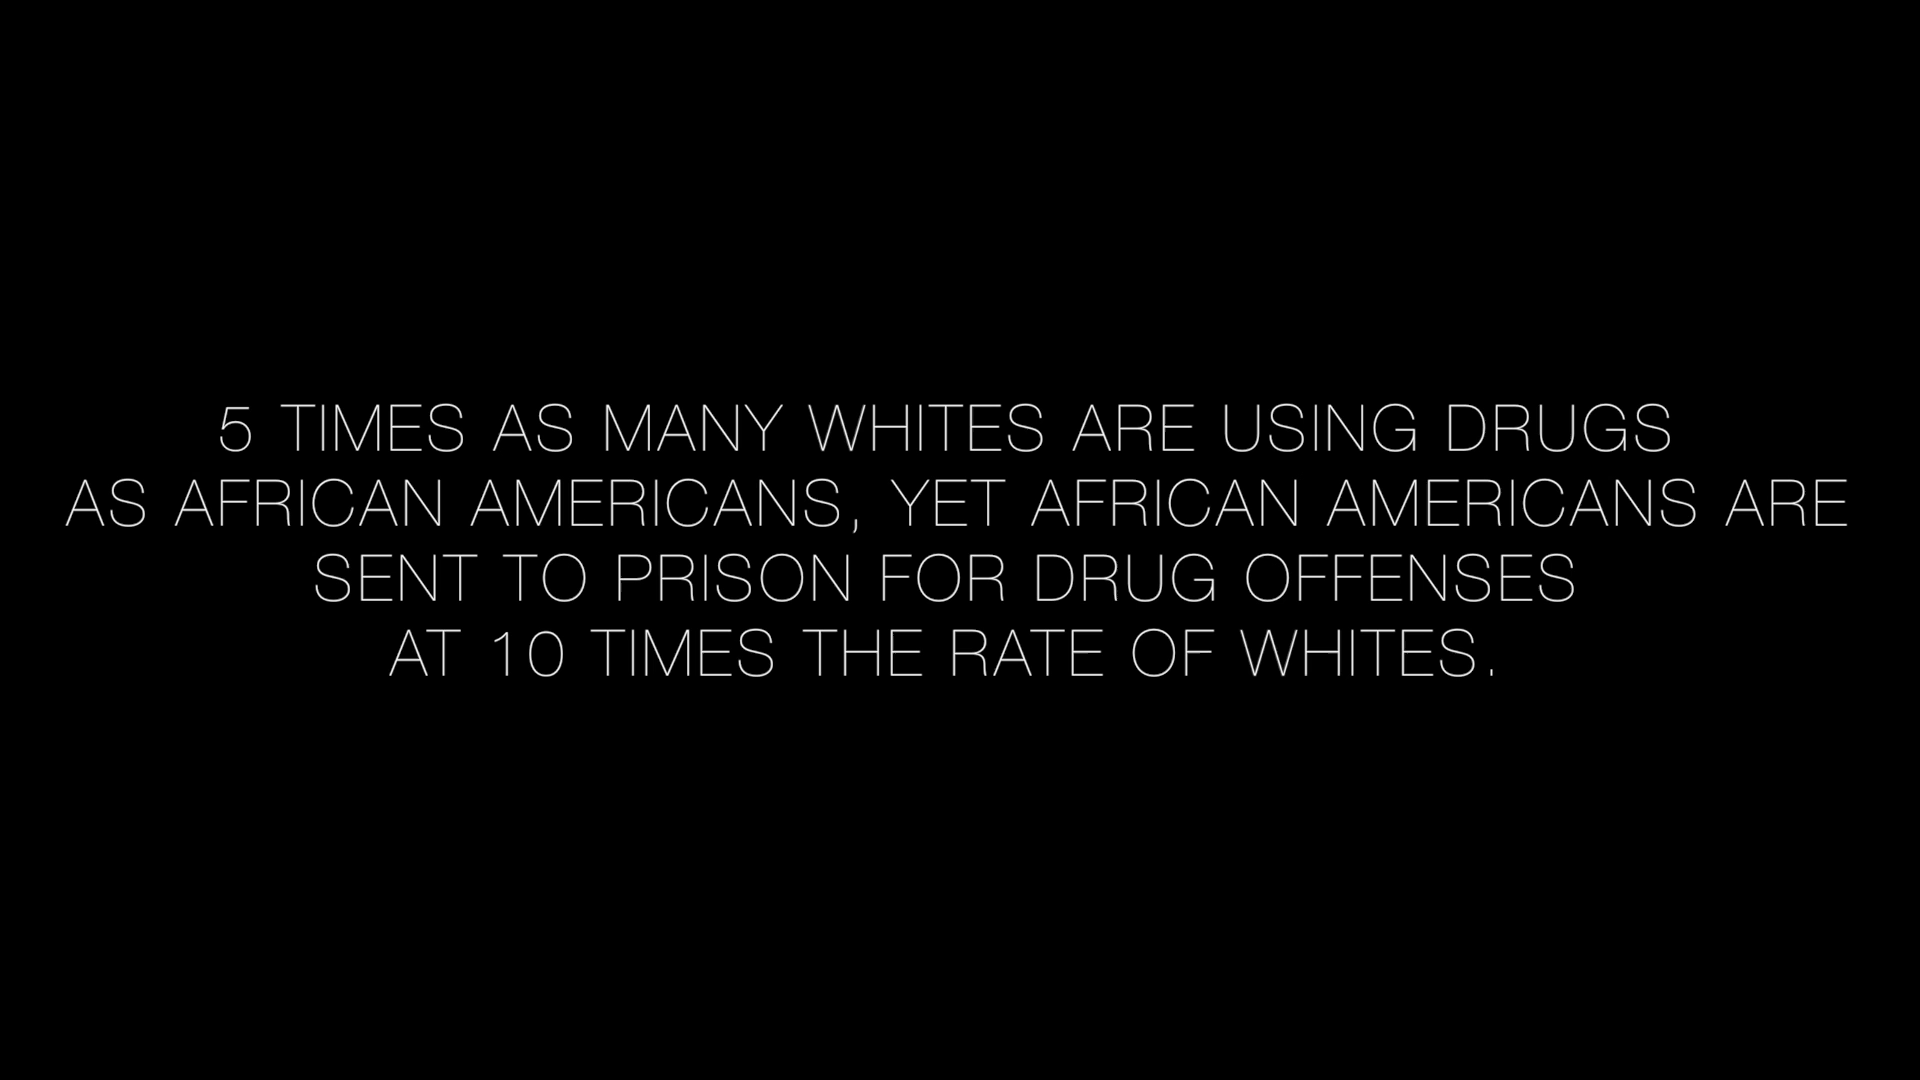 5 TIMES AS MANY WHITES ARE USING DRUGS
AS AFRICAN AMERICANS, YET AFRICAN AMERICANS ARE
SENT TO PRISON FOR DRUG OFFENSES
AT 10 TIMES THE RATE OF WHITES.